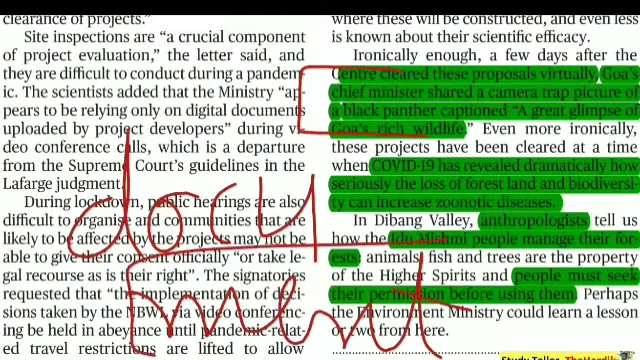 clearance of projects."
Site inspections are "a crucial component
of project evaluation," the letter said, and
they are difficult to conduct during a pandem-
ic. The scientists added that the Ministry "ap-
pears to be relying only on digital documents
uploaded by project developers" during vi-
deo conference calls, which is a departure
from the Supreme Court's guidelines in the
Lafarge judgment.
During lockdown, public hearings are also
difficult to organise and communities that are
likely to be affected by the projects may not be
able to give their consent financially "or take le-
gal recourse as is their right". The signatories
requested that "the implementation of deci-
sions taken by the NBWL via video conferenc-
ing be held in abeyance until pandemic-relat-
ed travel restrictions are lifted to allow
where these will be constructed, and even less
is known about their scientific efficacy.
Ironically enough, a few days after the
Centre cleared these proposals virtually, Goa's
chief minister shared a camera trap picture of
a black panther captioned "A great glimpse of
Goa's rich wildlife." Even more ironically,
these projects have been cleared at a time
when COVID-19 has revealed dramatically how
seriously the loss of forest land and biodiversi-
ty can increase zoonotic diseases.
In Dibang Valley, anthropologists tell us
how the Idu Mishmi people manage their for-
ests: animals, fish and trees are the property
of the Higher Spirits and people must seek
their permission before using them. Perhaps
the Environment Ministry could learn a lesson
or two from here.
docu
ment
Study Teller TheHardik